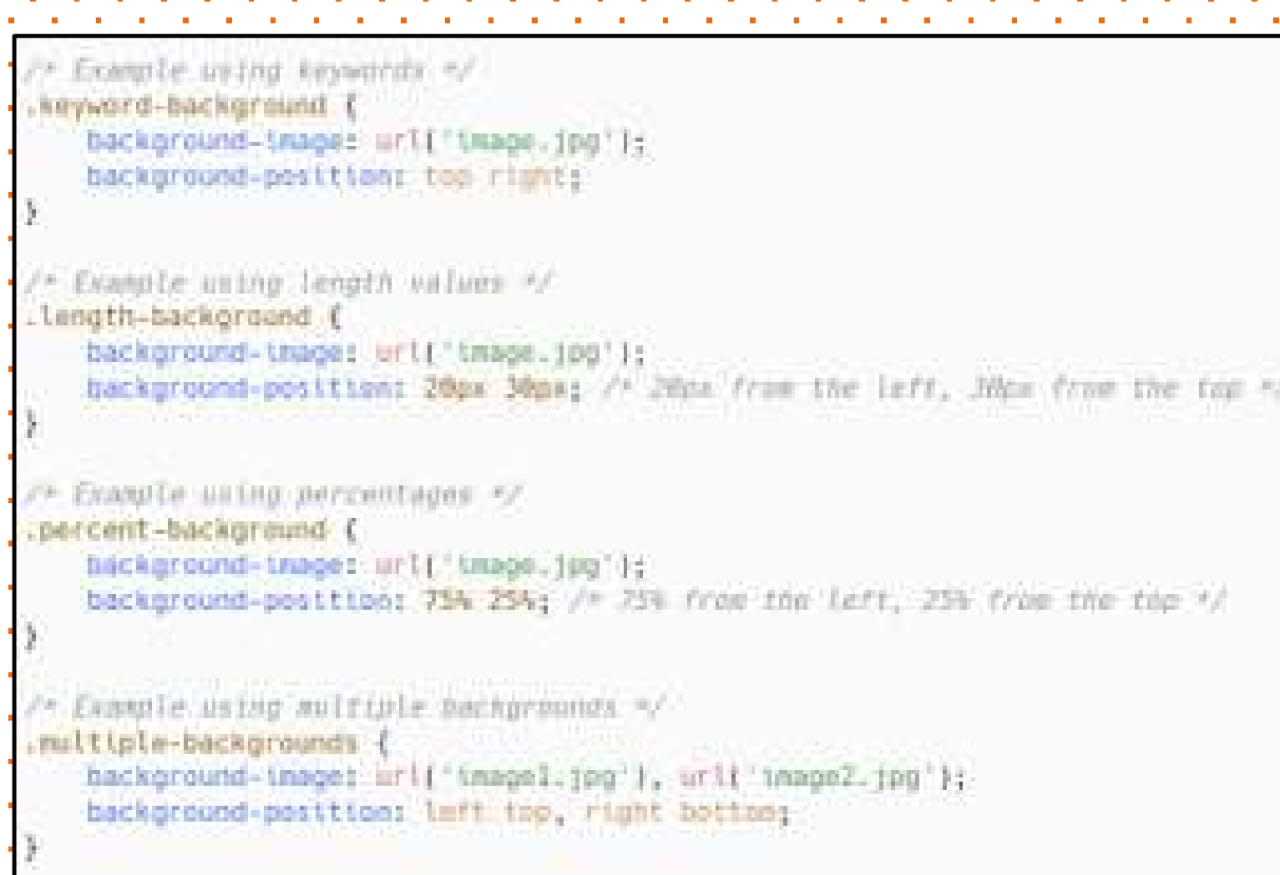 /* Example using keywords */
.keyword-background {
    background-image: url('image.jpg');
    background-position: top right;
}

/* Example using length values */
.length-background {
    background-image: url('image.jpg');
    background-position: 20px 30px; /* 20px from the left, 30px from the top */
}

/* Example using percentages */
.percent-background {
    background-image: url('image.jpg');
    background-position: 75% 25%; /* 75% from the left, 25% from the top */
}

/* Example using multiple backgrounds */
.multiple-backgrounds {
    background-image: url('image1.jpg'), url('image2.jpg');
    background-position: left top, right bottom;
}